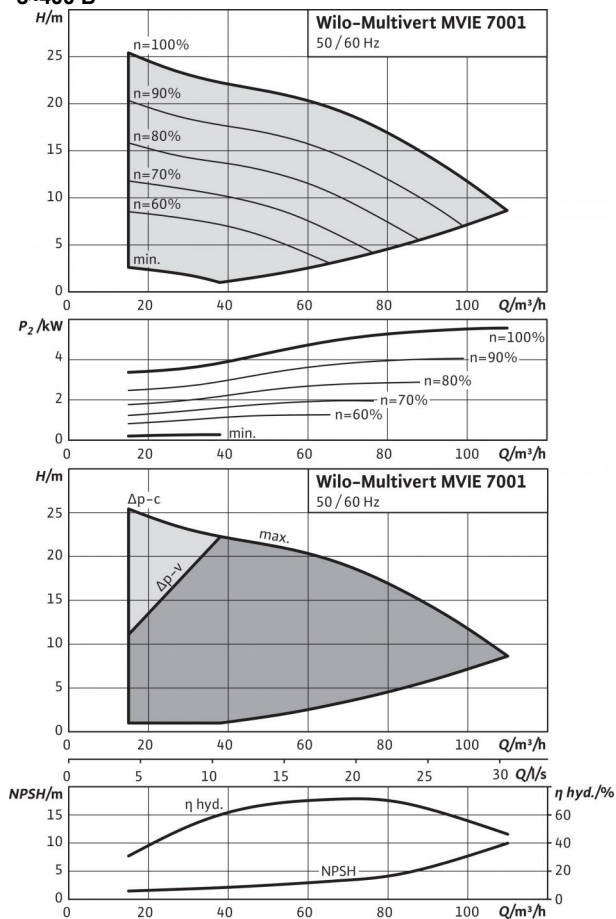 3~400 B
H/m
Wilo-Multivert MVIE 7001
50 / 60 Hz
n=100%
25
n=90%
20
n=80%
15
n=70%
10
n=60%
5
min.
0
0 20 40 60 80 100 Q/m³/h
P₂ /kW
n=100%
4
n=90%
n=80%
2
n=70%
n=60%
0
min.
0 20 40 60 80 100 Q/m³/h
H/m
Wilo-Multivert MVIE 7001
50 / 60 Hz
Δp-c
25
max.
20
Δp-v
15
10
5
0
0 20 40 60 80 100 Q/m³/h
0 5 10 15 20 25 30 Q/l/s
NPSH/m
η hyd./%
η hyd.
15
60
10
40
NPSH
5
20
0
0
0 20 40 60 80 100 Q/m³/h